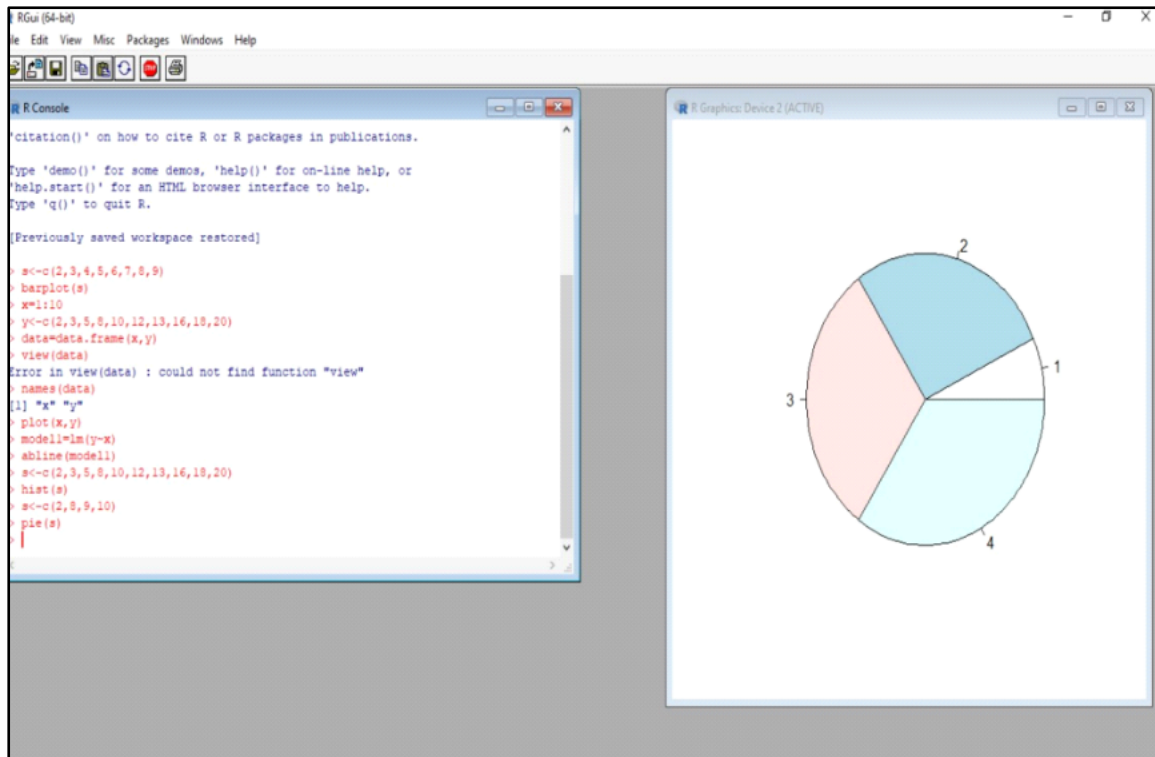 RGui (64-bit)
le Edit View Misc Packages Windows Help
R Console
'citation()' on how to cite R or R packages in publications.
Type 'demo()' for some demos, 'help()' for on-line help, or
'help.start()' for an HTML browser interface to help.
Type 'q()' to quit R.
[Previously saved workspace restored]
> s<-c(2,3,4,5,6,7,8,9)
> barplot(s)
> x=1:10
> y<-c(2,3,5,8,10,12,13,16,18,20)
> data=data.frame(x,y)
> view(data)
Error in view(data) : could not find function "view"
> names(data)
[1] "x" "y"
> plot(x,y)
> model1=lm(y~x)
> abline(model1)
> s<-c(2,3,5,8,10,12,13,16,18,20)
> hist(s)
> s<-c(2,8,9,10)
> pie(s)
>
R Graphics: Device 2 (ACTIVE)
2
1
3
4